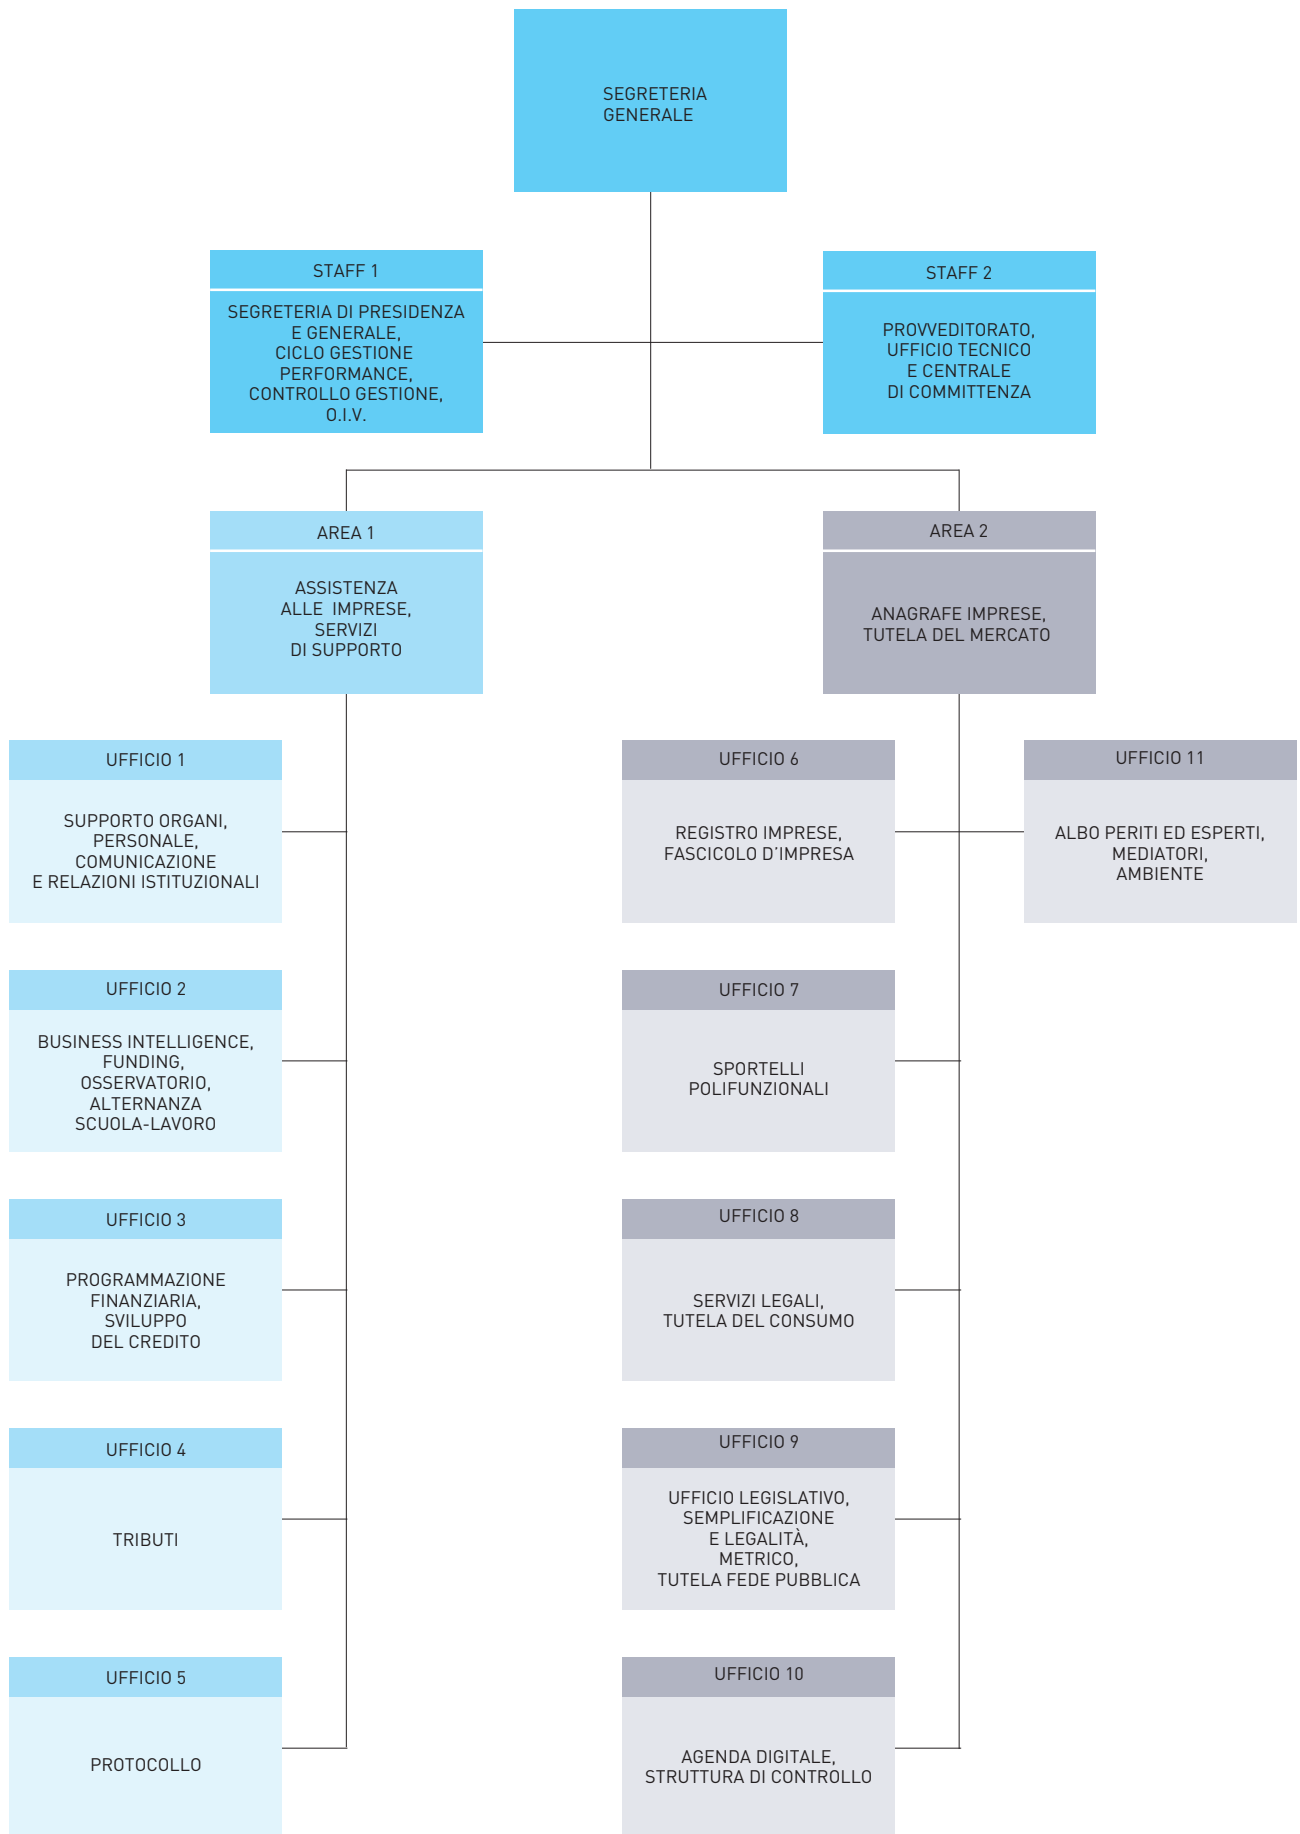 SEGRETERIA
GENERALE
STAFF 1
SEGRETERIA DI PRESIDENZA
E GENERALE,
CICLO GESTIONE
PERFORMANCE,
CONTROLLO GESTIONE,
O.I.V.
STAFF 2
PROVVEDITORATO,
UFFICIO TECNICO
E CENTRALE
DI COMMITTENZA
AREA 1
ASSISTENZA
ALLE IMPRESE,
SERVIZI
DI SUPPORTO
AREA 2
ANAGRAFE IMPRESE,
TUTELA DEL MERCATO
UFFICIO 1
SUPPORTO ORGANI,
PERSONALE,
COMUNICAZIONE
E RELAZIONI ISTITUZIONALI
UFFICIO 6
REGISTRO IMPRESE,
FASCICOLO D'IMPRESA
UFFICIO 11
ALBO PERITI ED ESPERTI,
MEDIATORI,
AMBIENTE
UFFICIO 2
BUSINESS INTELLIGENCE,
FUNDING,
OSSERVATORIO,
ALTERNANZA
SCUOLA-LAVORO
UFFICIO 7
SPORTELLI
POLIFUNZIONALI
UFFICIO 3
PROGRAMMAZIONE
FINANZIARIA,
SVILUPPO
DEL CREDITO
UFFICIO 8
SERVIZI LEGALI,
TUTELA DEL CONSUMO
UFFICIO 4
TRIBUTI
UFFICIO 9
UFFICIO LEGISLATIVO,
SEMPLIFICAZIONE
E LEGALITÀ,
METRICO,
TUTELA FEDE PUBBLICA
UFFICIO 5
PROTOCOLLO
UFFICIO 10
AGENDA DIGITALE,
STRUTTURA DI CONTROLLO